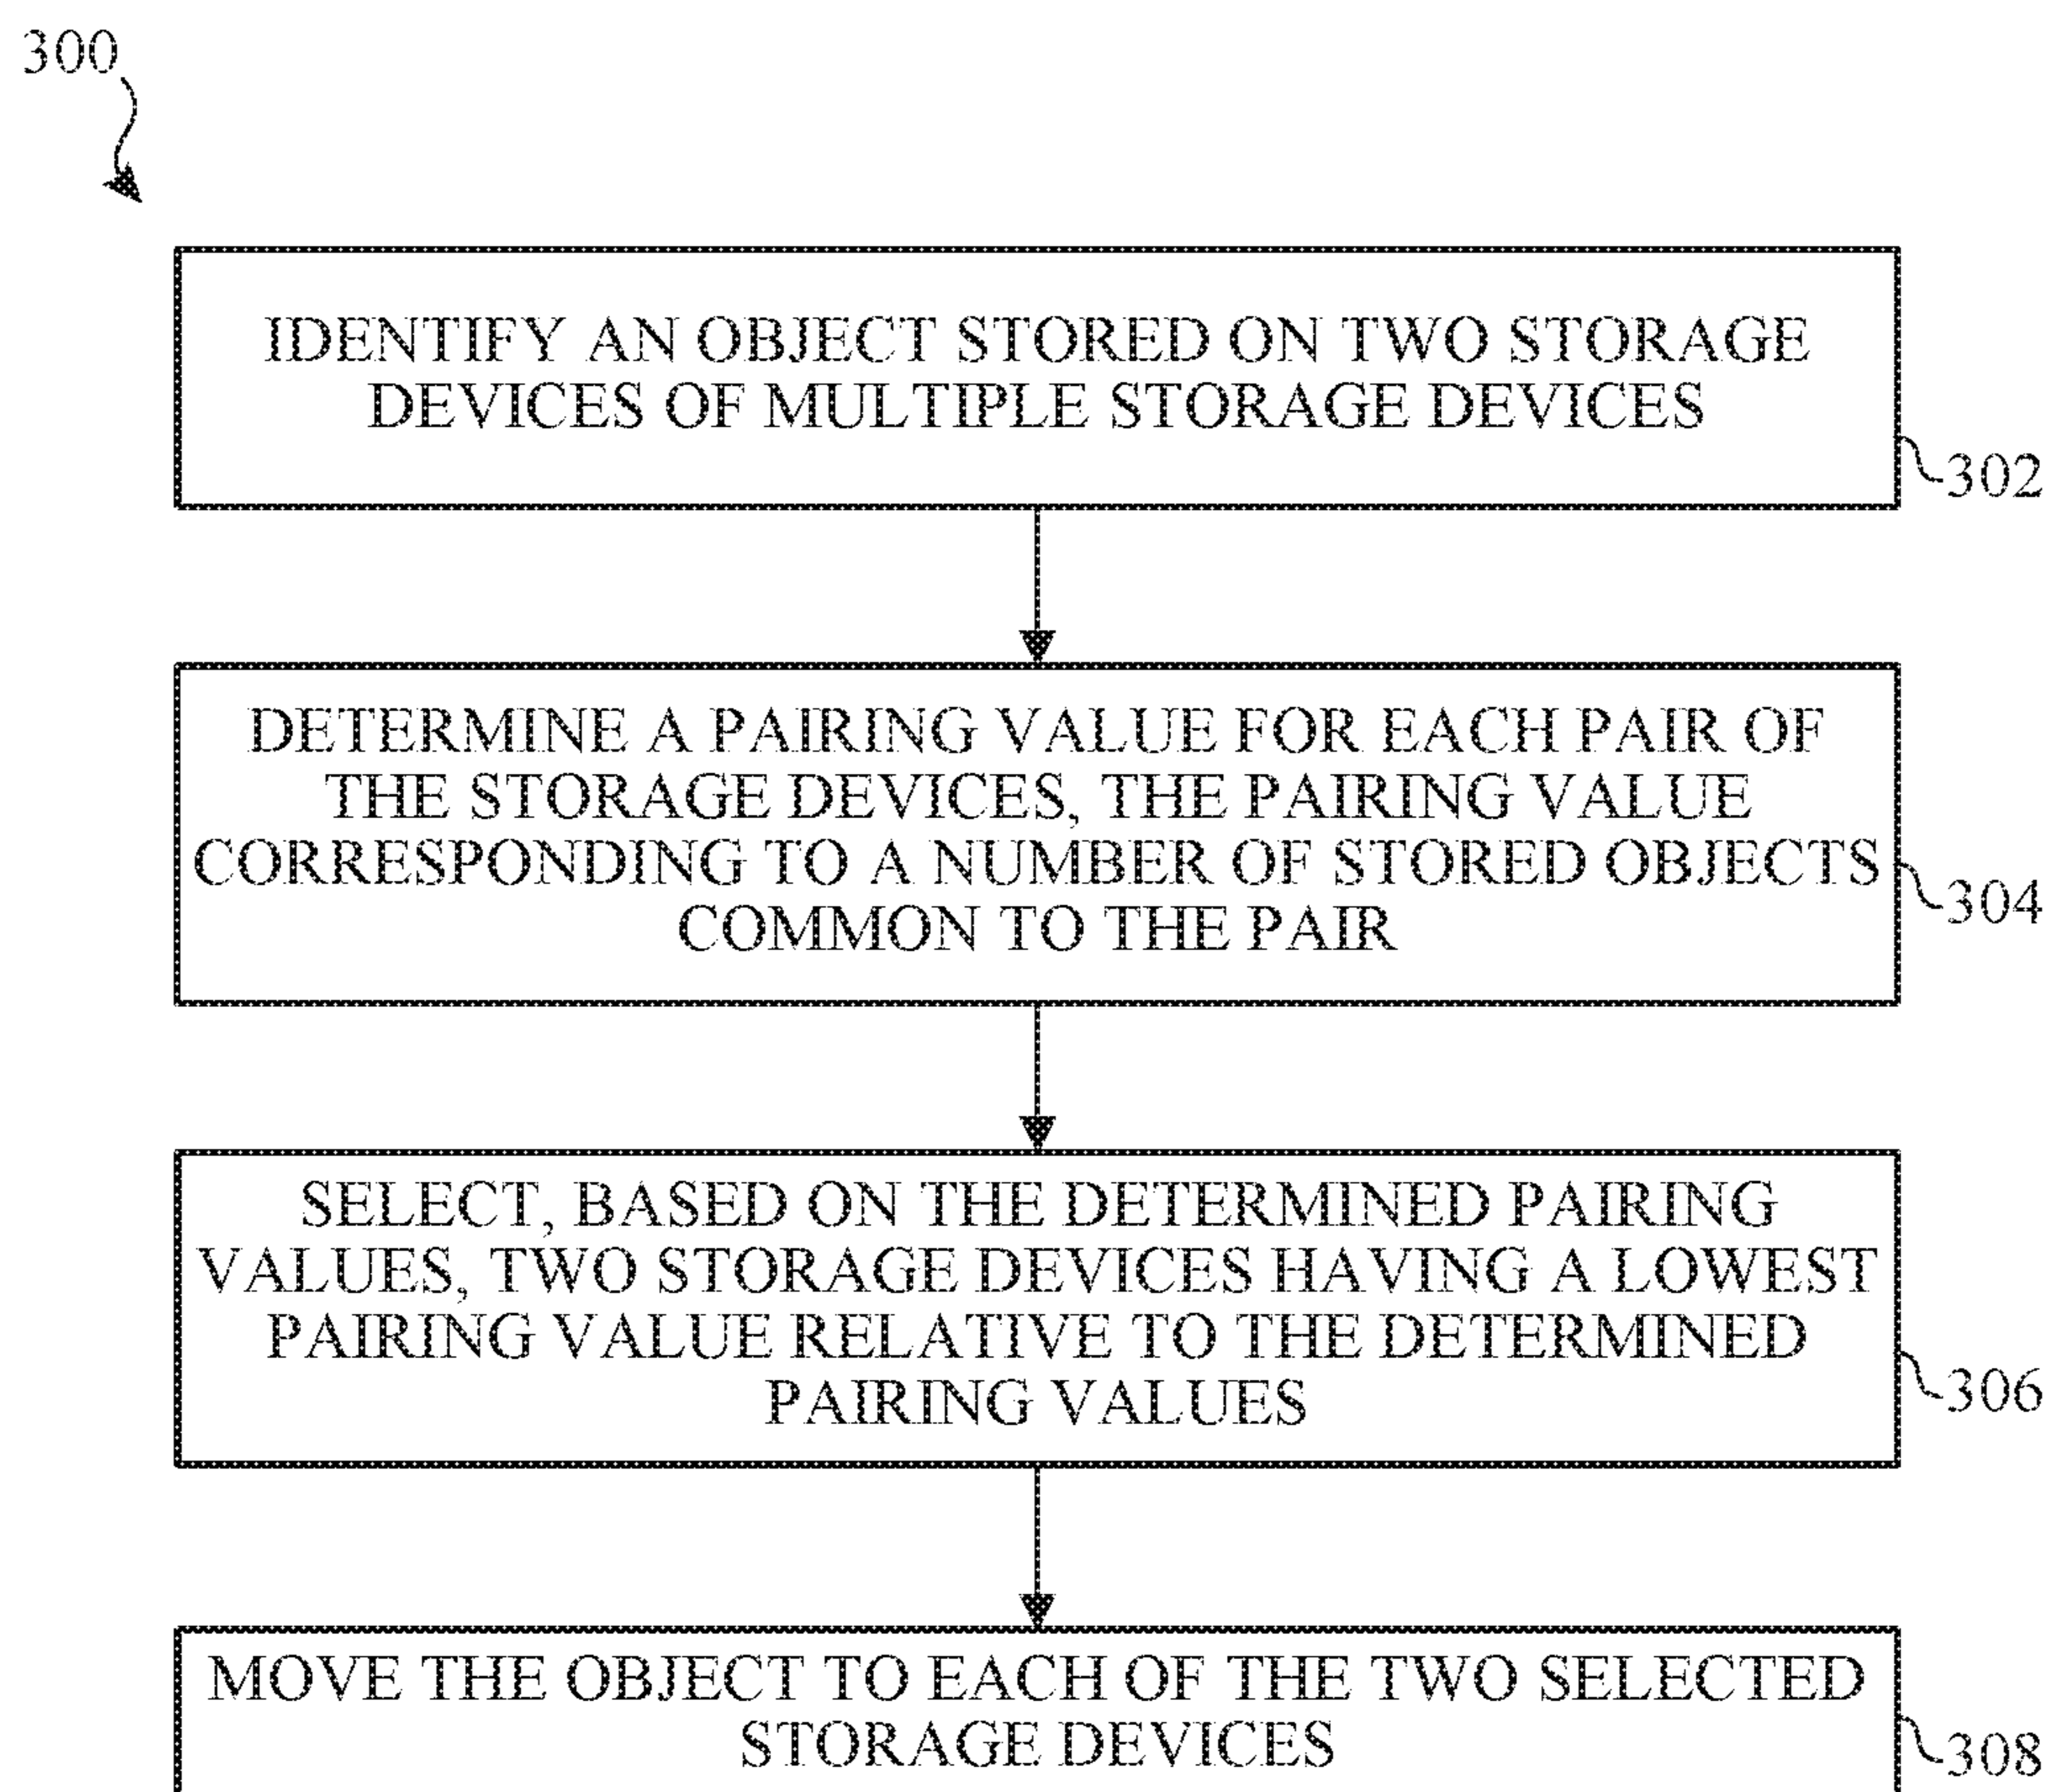 300
IDENTIFY AN OBJECT STORED ON TWO STORAGE
DEVICES OF MULTIPLE STORAGE DEVICES
302
DETERMINE A PAIRING VALUE FOR EACH PAIR OF
THE STORAGE DEVICES, THE PAIRING VALUE
CORRESPONDING TO A NUMBER OF STORED OBJECTS
COMMON TO THE PAIR
304
SELECT, BASED ON THE DETERMINED PAIRING
VALUES, TWO STORAGE DEVICES HAVING A LOWEST
PAIRING VALUE RELATIVE TO THE DETERMINED
PAIRING VALUES
306
MOVE THE OBJECT TO EACH OF THE TWO SELECTED
STORAGE DEVICES
308